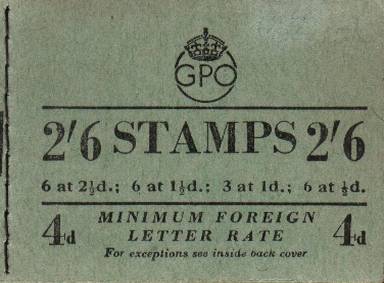 GPO
2'6 STAMPS 2'6
6 at 2½d.; 6 at 1½d.; 3 at 1d.; 6 at ½d.
4d MINIMUM FOREIGN 4d
LETTER RATE
For exceptions see inside back cover